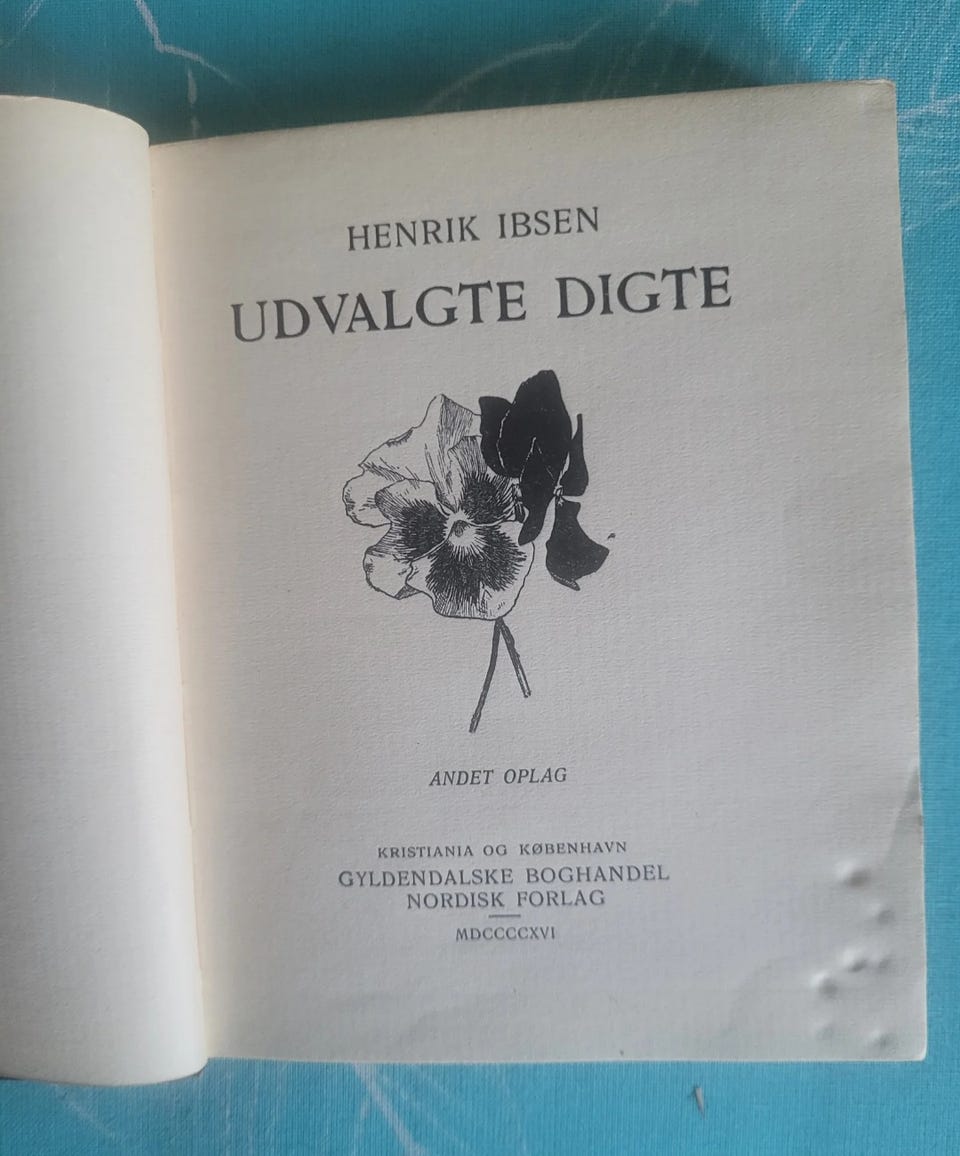 HENRIK IBSEN
UDVALGTE DIGTE
ANDET OPLAG
KRISTIANIA OG KØBENHAVN
GYLDENDALSKE BOGHANDEL
NORDISK FORLAG
MDCCCCXVI